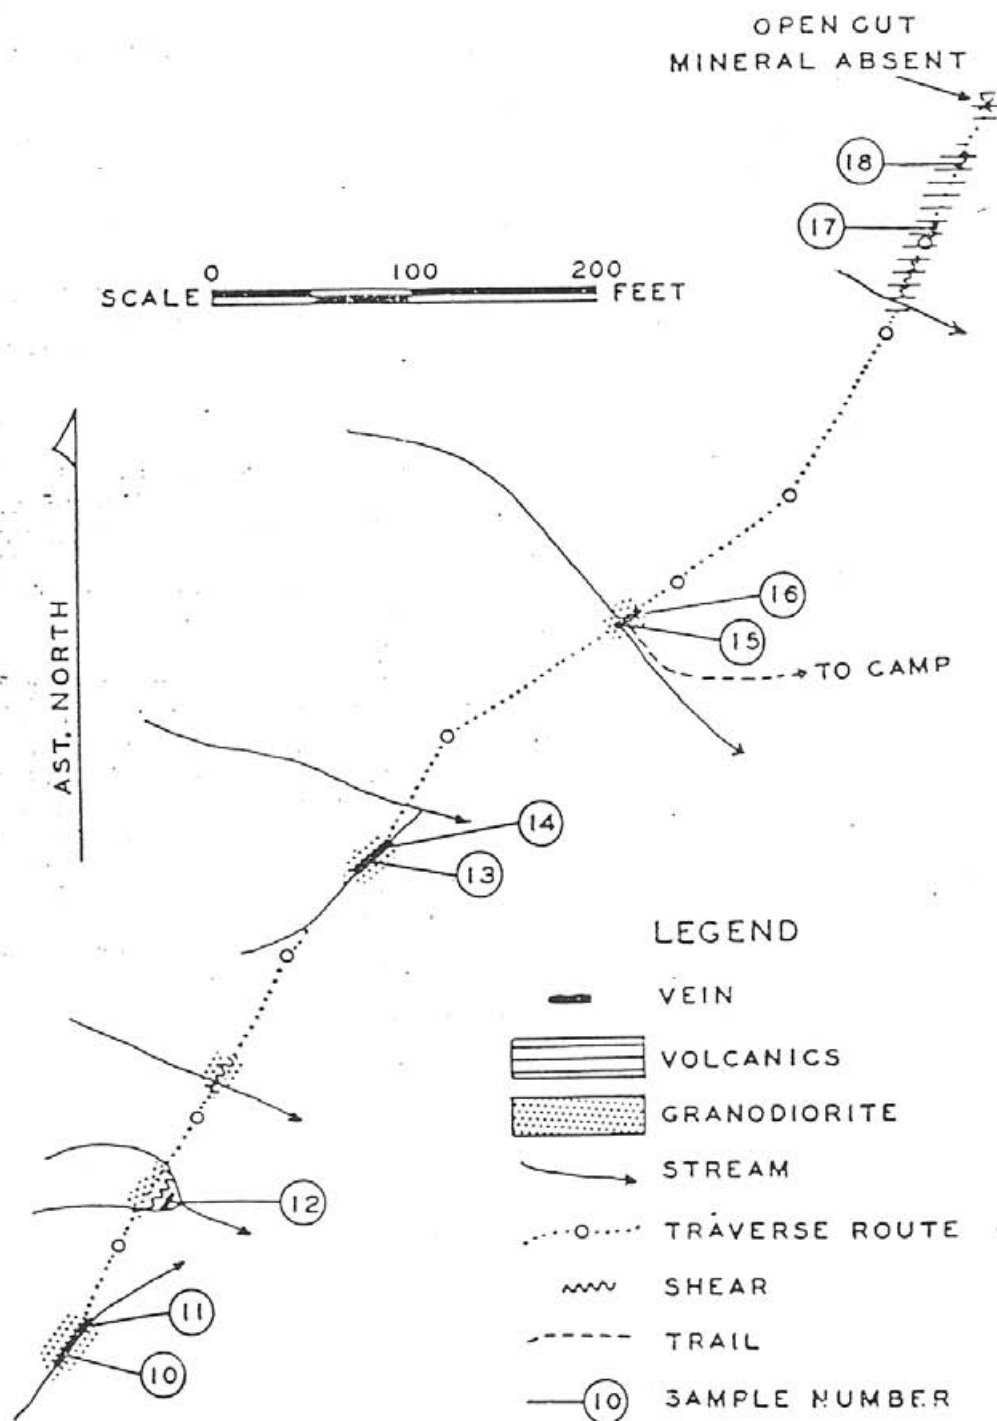 OPEN CUT
MINERAL ABSENT
18
17
0 100 200
SCALE FEET
16
15
TO CAMP
AST. NORTH
14
13
12
11
10
LEGEND
VEIN
VOLCANICS
GRANODIORITE
STREAM
TRAVERSE ROUTE
SHEAR
TRAIL
10 SAMPLE NUMBER